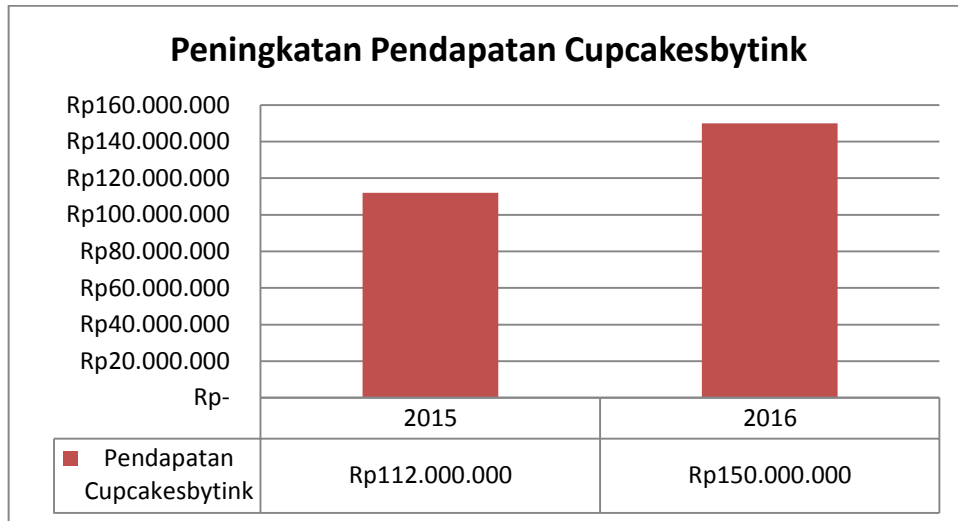 Peningkatan Pendapatan Cupcakesbytink
Rp160.000.000
Rp140.000.000
Rp120.000.000
Rp100.000.000
Rp80.000.000
Rp60.000.000
Rp40.000.000
Rp20.000.000
Rp-
2015 2016
Pendapatan
Cupcakesbytink
Rp112.000.000 Rp150.000.000